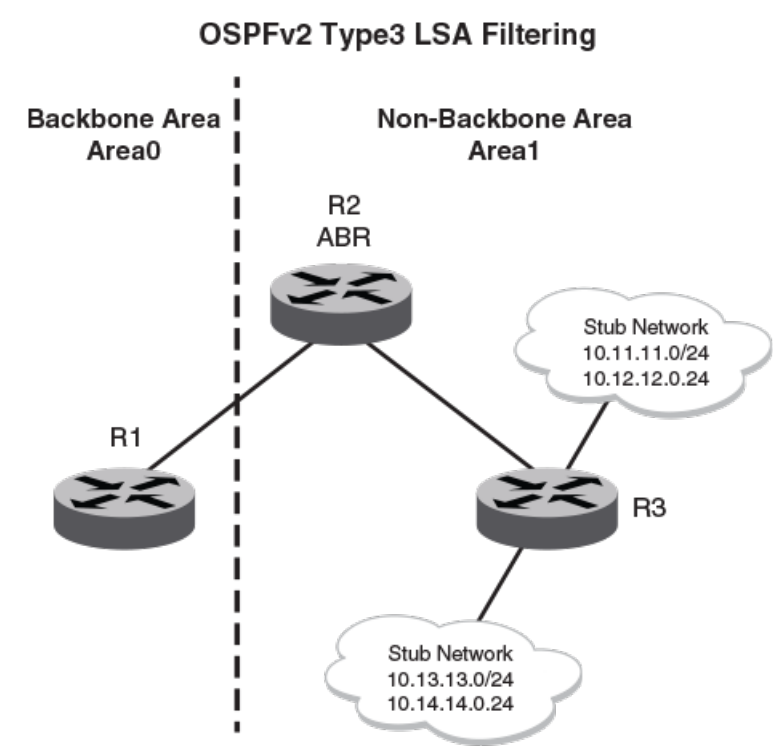 OSPFv2 Type3 LSA Filtering
Backbone Area
Area0
Non-Backbone Area
Area1
R2
ABR
Stub Network
10.11.11.0/24
10.12.12.0.24
R1
R3
Stub Network
10.13.13.0/24
10.14.14.0.24